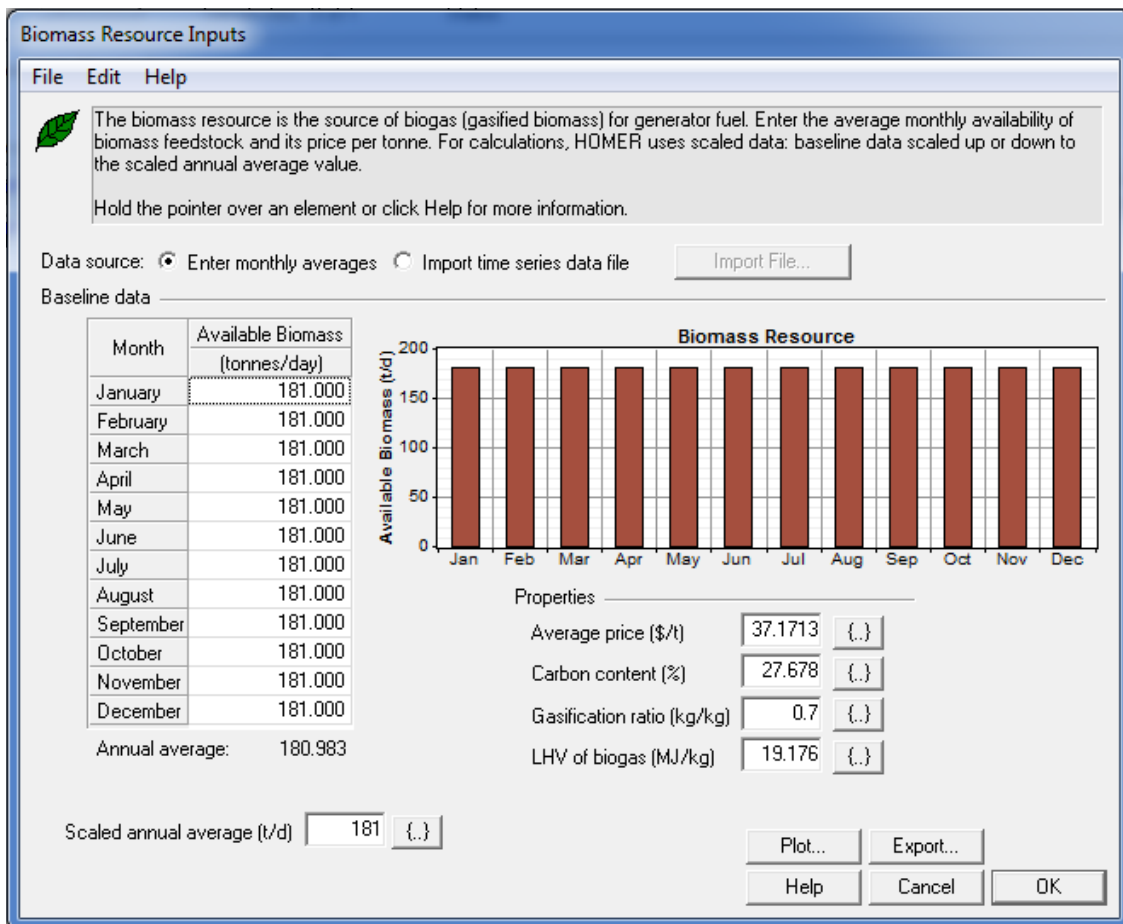 Biomass Resource Inputs
File Edit Help
The biomass resource is the source of biogas (gasified biomass) for generator fuel. Enter the average monthly availability of
biomass feedstock and its price per tonne. For calculations, HOMER uses scaled data: baseline data scaled up or down to
the scaled annual average value.
Hold the pointer over an element or click Help for more information.
Data source: Enter monthly averages Import time series data file Import File...
Baseline data
Month Available Biomass
(tonnes/day)
January 181.000
February 181.000
March 181.000
April 181.000
May 181.000
June 181.000
July 181.000
August 181.000
September 181.000
October 181.000
November 181.000
December 181.000
Annual average: 180.983
Biomass Resource
Available Biomass (t/d)
200
150
100
50
0
Jan Feb Mar Apr May Jun Jul Aug Sep Oct Nov Dec
Properties
Average price ($/t) 37.1713 {..}
Carbon content (%) 27.678 {..}
Gasification ratio (kg/kg) 0.7 {..}
LHV of biogas (MJ/kg) 19.176 {..}
Scaled annual average (t/d) 181 {..}
Plot... Export...
Help Cancel OK